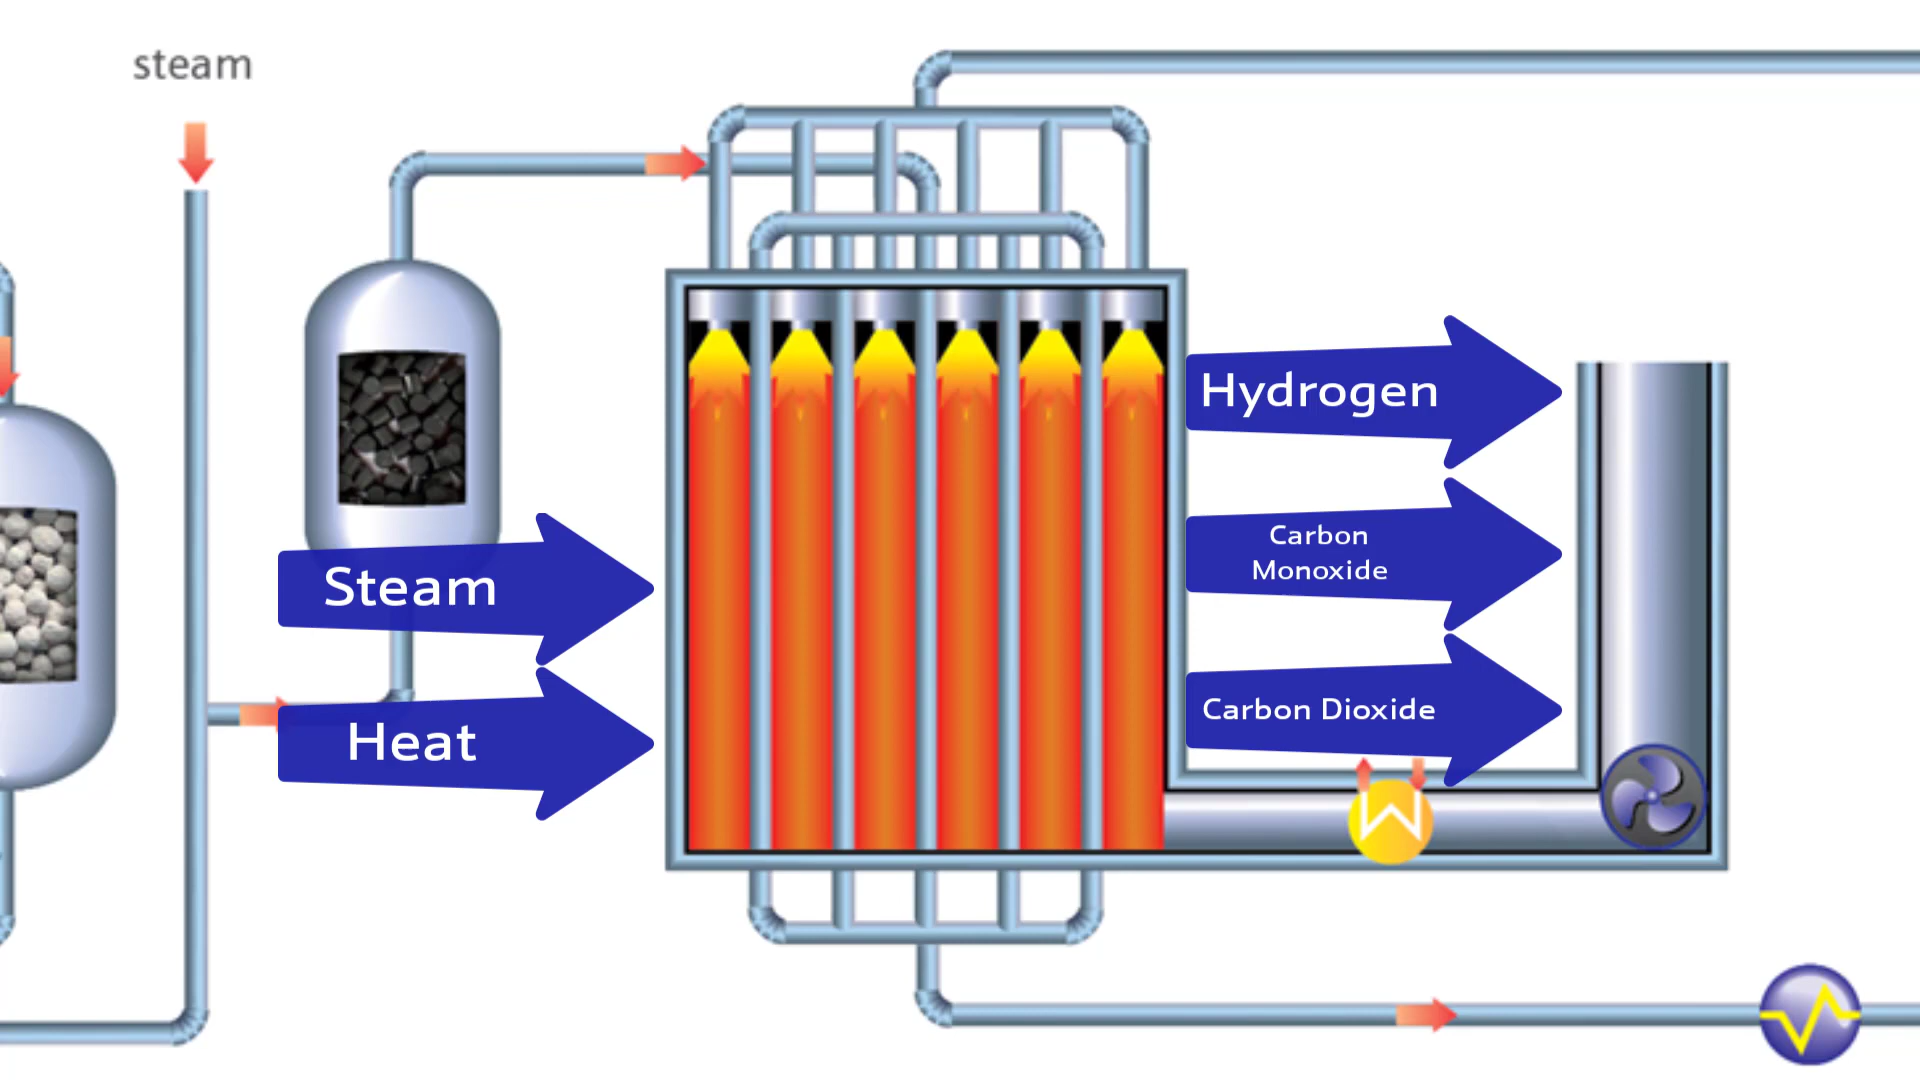 steam
Hydrogen
Carbon
Monoxide
Steam
Carbon Dioxide
Heat